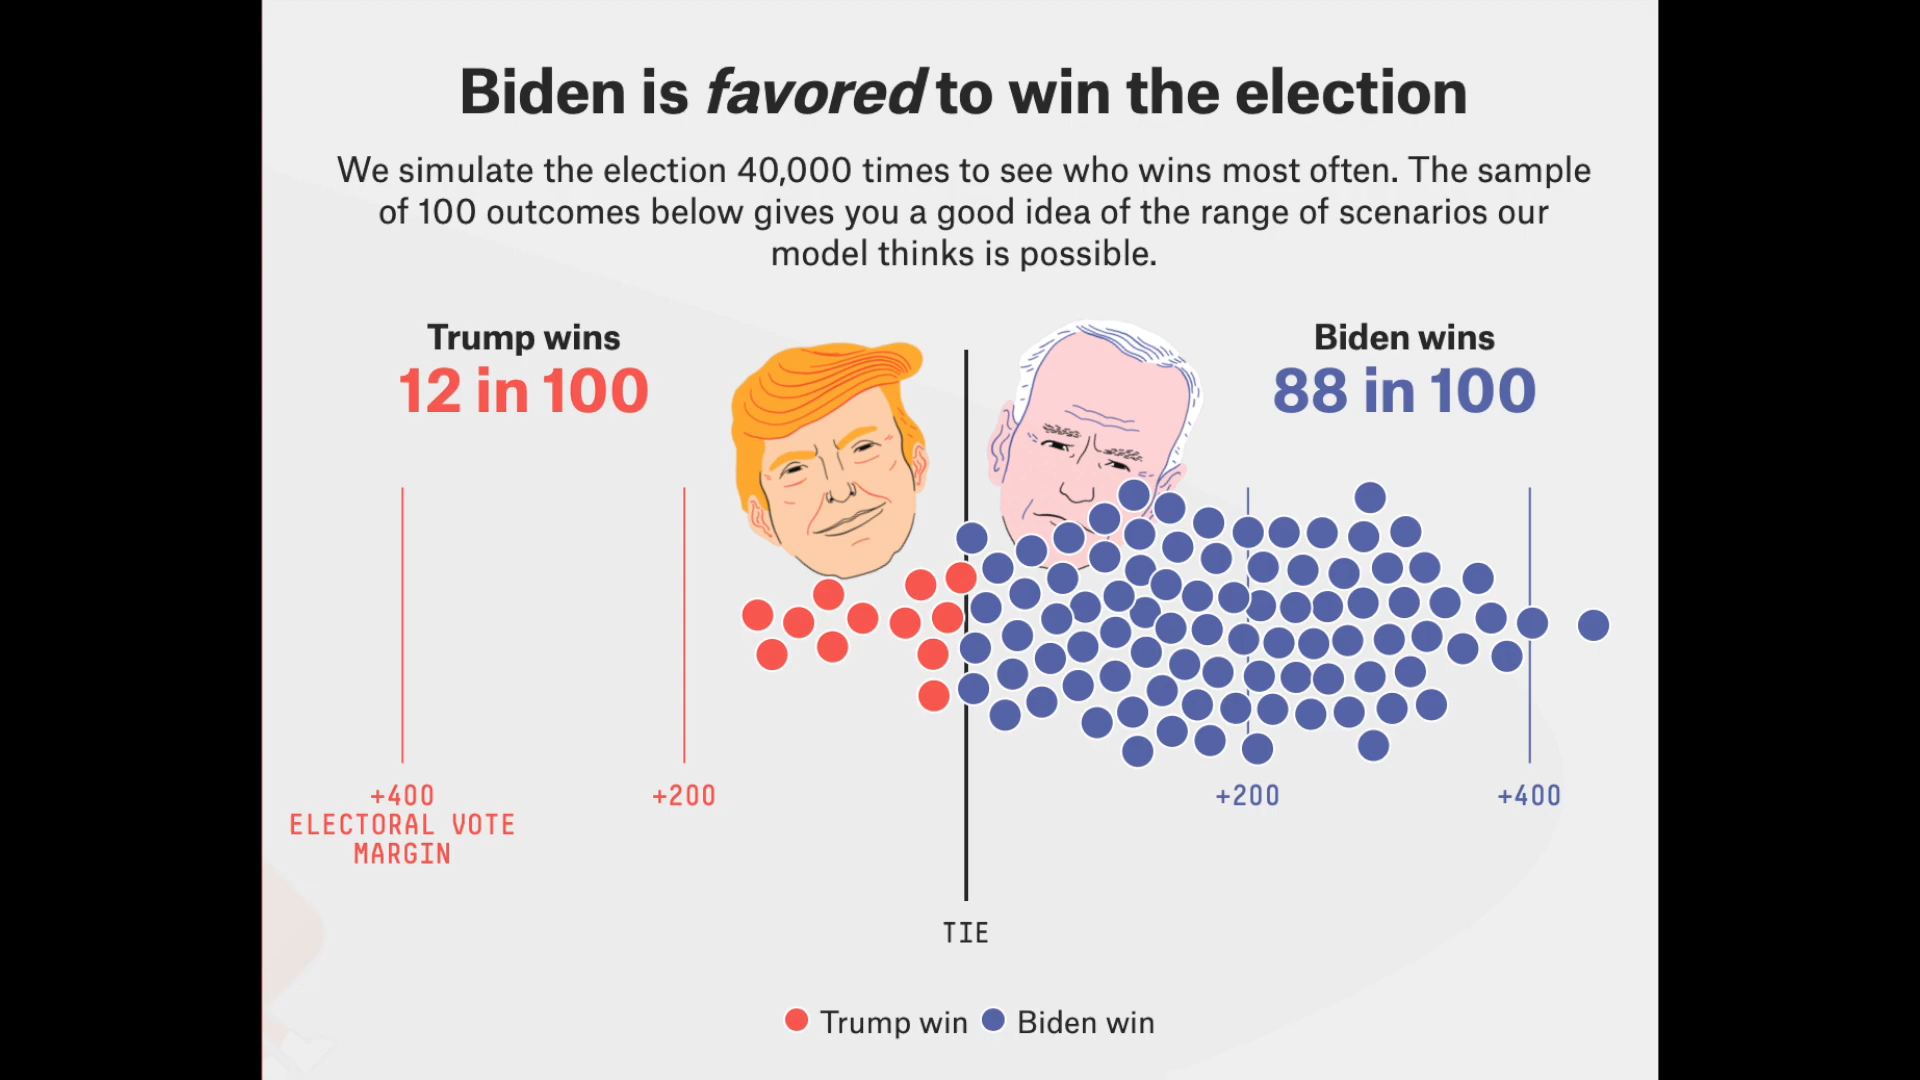 Biden is favored to win the election
We simulate the election 40,000 times to see who wins most often. The sample
of 100 outcomes below gives you a good idea of the range of scenarios our
model thinks is possible.
Trump wins
12 in 100
Biden wins
88 in 100
+400
ELECTORAL VOTE
MARGIN
+200
+200
+400
TIE
Trump win
Biden win